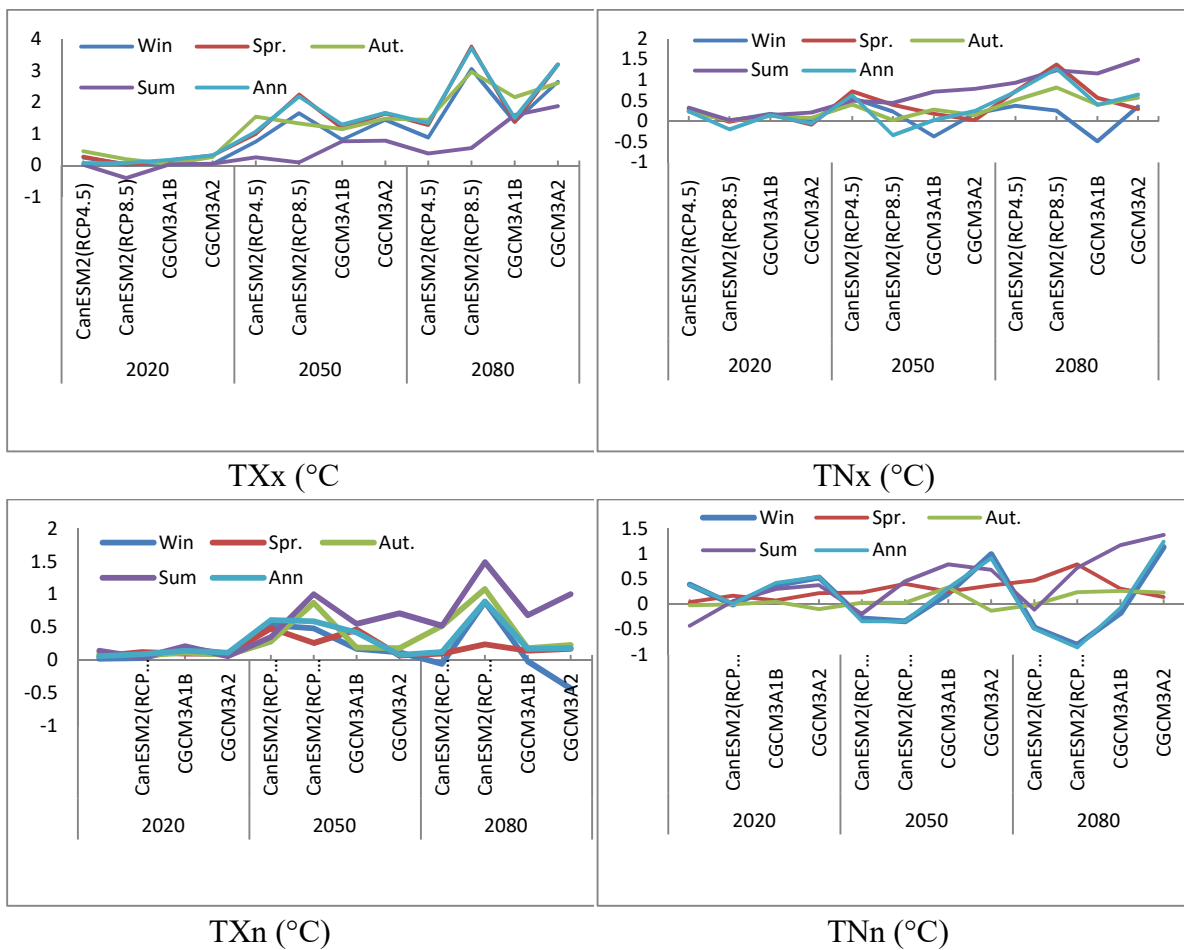 4
3
2
1
0
-1
Win
Spr.
Aut.
Sum
Ann
CanESM2(RCP4.5)
CanESM2(RCP8.5)
CGCM3A1B
CGCM3A2
CanESM2(RCP4.5)
CanESM2(RCP8.5)
CGCM3A1B
CGCM3A2
CanESM2(RCP4.5)
CanESM2(RCP8.5)
CGCM3A1B
CGCM3A2
2020
2050
2080
TXx (°C
2
1.5
1
0.5
0
-0.5
-1
Win
Spr.
Aut.
Sum
Ann
CanESM2(RCP4.5)
CanESM2(RCP8.5)
CGCM3A1B
CGCM3A2
CanESM2(RCP4.5)
CanESM2(RCP8.5)
CGCM3A1B
CGCM3A2
CanESM2(RCP4.5)
CanESM2(RCP8.5)
CGCM3A1B
CGCM3A2
2020
2050
2080
TNx (°C)
2
1.5
1
0.5
0
-0.5
-1
Win
Spr.
Aut.
Sum
Ann
CanESM2(RCP...
CGCM3A1B
CGCM3A2
CanESM2(RCP...
CanESM2(RCP...
CGCM3A1B
CGCM3A2
CanESM2(RCP...
CanESM2(RCP...
CGCM3A1B
CGCM3A2
2020
2050
2080
TXn (°C)
1.5
1
0.5
0
-0.5
-1
Win
Spr.
Aut.
Sum
Ann
CanESM2(RCP...
CGCM3A1B
CGCM3A2
CanESM2(RCP...
CanESM2(RCP...
CGCM3A1B
CGCM3A2
CanESM2(RCP...
CanESM2(RCP...
CGCM3A1B
CGCM3A2
2020
2050
2080
TNn (°C)